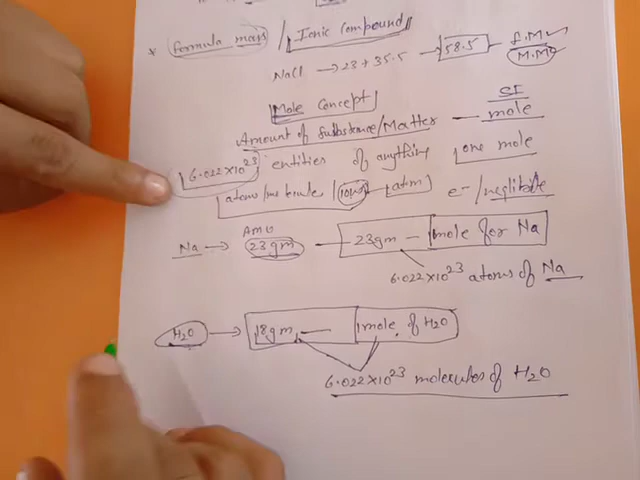 * formula mass / Ionic Compound
NaCl → 23 + 35.5 → 58.5 - f.M ✓
M.M
Mole Concept
SI
Amount of Substance/Matter — mole
6.022×10²³ entities of anything one mole
atoms/molecule / ions atom e- / neglible
AMU
Na → 23 gm — 23gm — 1mole for Na
6.022×10²³ atoms of Na
H₂O → 18gm — 1mole of H₂O
6.022×10²³ molecules of H₂O